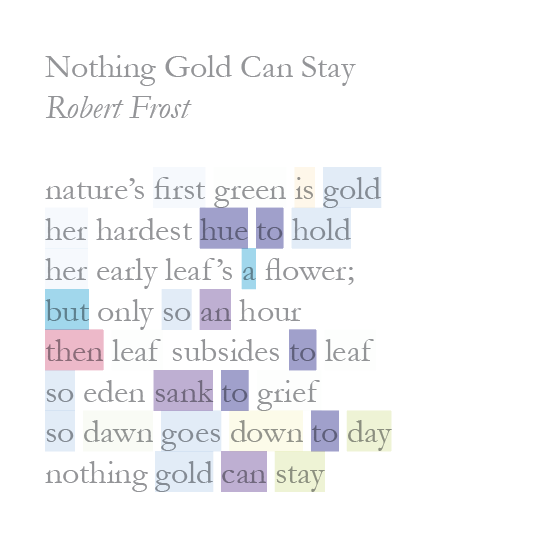 Nothing Gold Can Stay
Robert Frost
nature's first green is gold
her hardest hue to hold
her early leaf's a flower;
but only so an hour
then leaf subsides to leaf
so eden sank to grief
so dawn goes down to day
nothing gold can stay